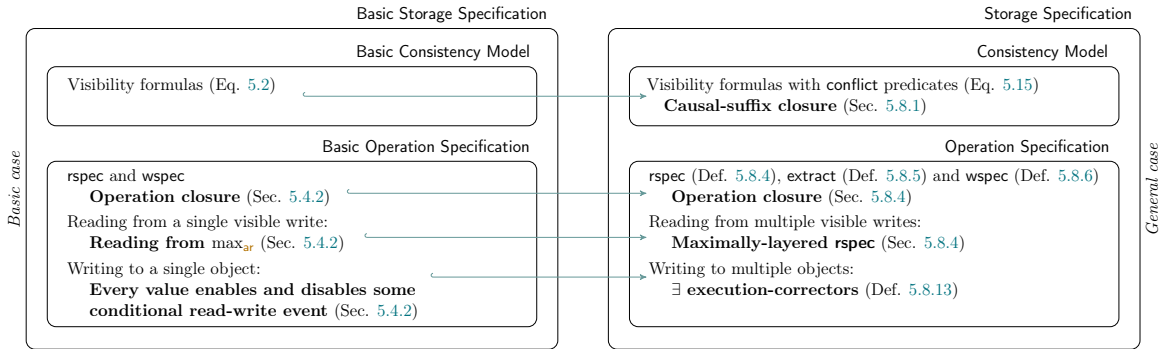 Basic Storage Specification
Basic Consistency Model
Visibility formulas (Eq. 5.2)
Basic Operation Specification
rspec and wspec
Operation closure (Sec. 5.4.2)
Reading from a single visible write:
Reading from max_ar (Sec. 5.4.2)
Writing to a single object:
Every value enables and disables some
conditional read-write event (Sec. 5.4.2)
Basic case
Storage Specification
Consistency Model
Visibility formulas with conflict predicates (Eq. 5.15)
Causal-suffix closure (Sec. 5.8.1)
Operation Specification
rspec (Def. 5.8.4), extract (Def. 5.8.5) and wspec (Def. 5.8.6)
Operation closure (Sec. 5.8.4)
Reading from multiple visible writes:
Maximally-layered rspec (Sec. 5.8.4)
Writing to multiple objects:
∃ execution-correctors (Def. 5.8.13)
General case